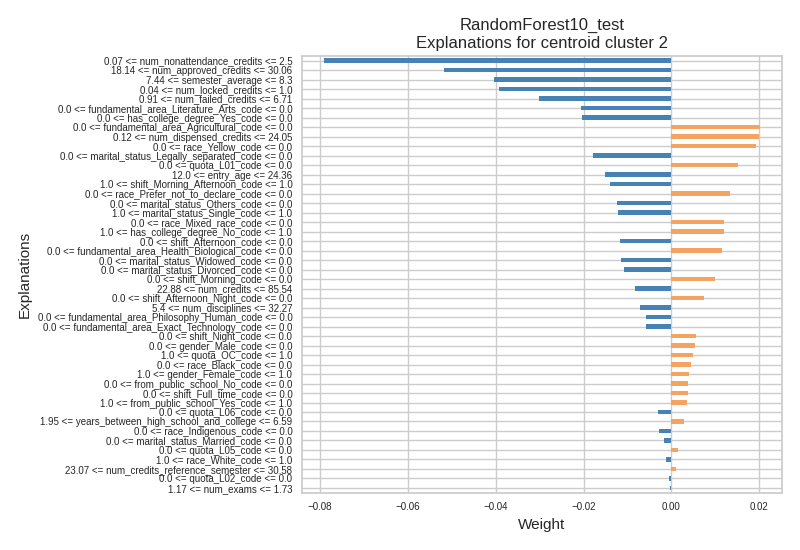 RandomForest10_test
Explanations for centroid cluster 2
0.07 <= num_nonattendance_credits <= 2.5
18.14 <= num_approved_credits <= 30.06
7.44 <= semester_average <= 8.3
0.04 <= num_locked_credits <= 1.0
0.91 <= num_failed_credits <= 6.71
0.0 <= fundamental_area_Literature_Arts_code <= 0.0
0.0 <= has_college_degree_Yes_code <= 0.0
0.0 <= fundamental_area_Agricultural_code <= 0.0
0.12 <= num_dispensed_credits <= 24.05
0.0 <= race_Yellow_code <= 0.0
0.0 <= marital_status_Legally_separated_code <= 0.0
0.0 <= quota_L01_code <= 0.0
12.0 <= entry_age <= 24.36
1.0 <= shift_Morning_Afternoon_code <= 1.0
0.0 <= race_Prefer_not_to_declare_code <= 0.0
0.0 <= marital_status_Others_code <= 0.0
1.0 <= marital_status_Single_code <= 1.0
0.0 <= race_Mixed_race_code <= 0.0
1.0 <= has_college_degree_No_code <= 1.0
0.0 <= shift_Afternoon_code <= 0.0
0.0 <= fundamental_area_Health_Biological_code <= 0.0
0.0 <= marital_status_Widowed_code <= 0.0
0.0 <= marital_status_Divorced_code <= 0.0
0.0 <= shift_Morning_code <= 0.0
22.88 <= num_credits <= 85.54
0.0 <= shift_Afternoon_Night_code <= 0.0
5.4 <= num_disciplines <= 32.27
0.0 <= fundamental_area_Philosophy_Human_code <= 0.0
0.0 <= fundamental_area_Exact_Technology_code <= 0.0
0.0 <= shift_Night_code <= 0.0
0.0 <= gender_Male_code <= 0.0
1.0 <= quota_OC_code <= 1.0
0.0 <= race_Black_code <= 0.0
1.0 <= gender_Female_code <= 1.0
0.0 <= from_public_school_No_code <= 0.0
0.0 <= shift_Full_time_code <= 0.0
1.0 <= from_public_school_Yes_code <= 1.0
0.0 <= quota_L06_code <= 0.0
1.95 <= years_between_high_school_and_college <= 6.59
0.0 <= race_Indigenous_code <= 0.0
0.0 <= marital_status_Married_code <= 0.0
0.0 <= quota_L05_code <= 0.0
1.0 <= race_White_code <= 1.0
23.07 <= num_credits_reference_semester <= 30.58
0.0 <= quota_L02_code <= 0.0
1.17 <= num_exams <= 1.73
Explanations
−0.08 −0.06 −0.04 −0.02 0.00 0.02
Weight